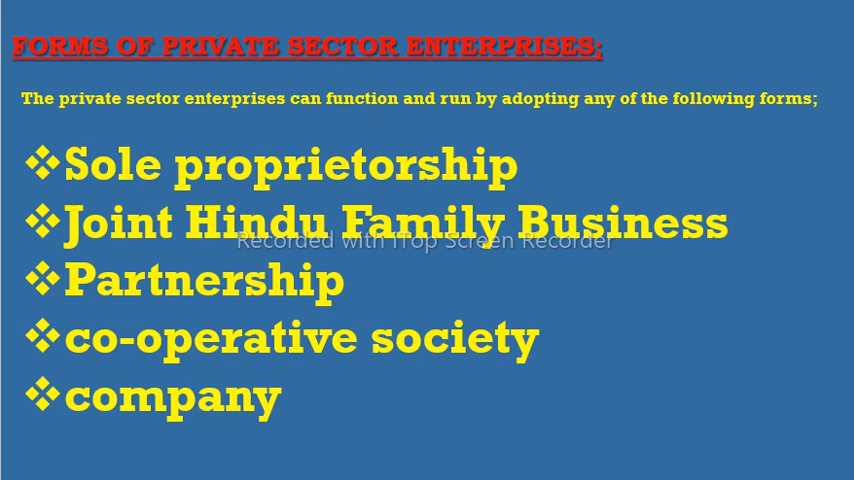 FORMS OF PRIVATE SECTOR ENTERPRISES;
The private sector enterprises can function and run by adopting any of the following forms;
❖Sole proprietorship
❖Joint Hindu Family Business
Recorded with iTop Screen Recorder
❖Partnership
❖co-operative society
❖company